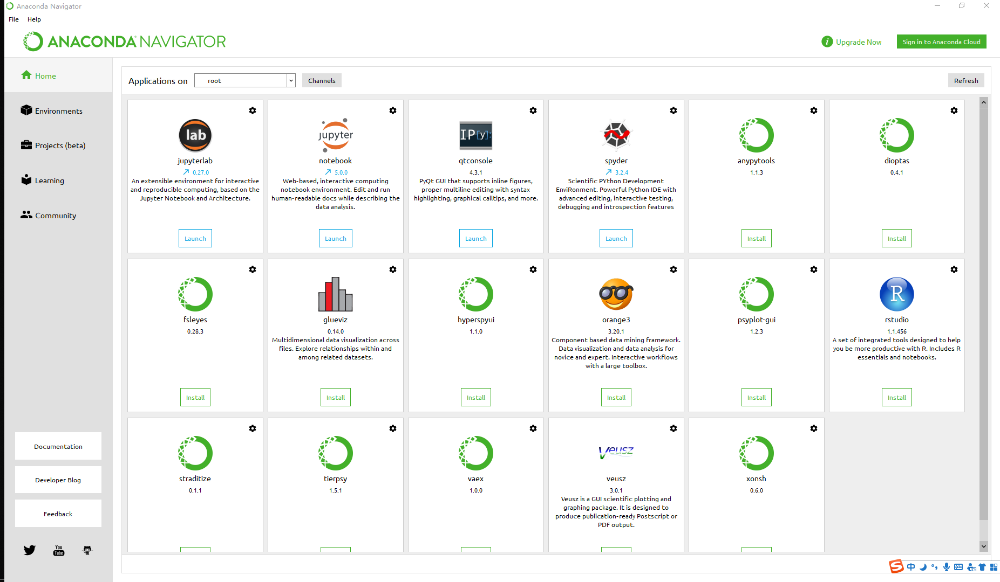 Anaconda Navigator
File Help
ANACONDA NAVIGATOR
i Upgrade Now
Sign in to Anaconda Cloud
Home
Environments
Projects (beta)
Learning
Community
Documentation
Developer Blog
Feedback
You
Tube
Applications on root Channels Refresh
lab
jupyterlab
0.27.0
An extensible environment for interactive
and reproducible computing, based on the
Jupyter Notebook and Architecture.
Launch
jupyter
notebook
5.0.0
Web-based, interactive computing
notebook environment. Edit and run
human-readable docs while describing the
data analysis.
Launch
IP[y]:
qtconsole
4.3.1
PyQt GUI that supports inline figures,
proper multiline editing with syntax
highlighting, graphical calltips, and more.
Launch
spyder
3.2.4
Scientific PYthon Development
EnviRonment. Powerful Python IDE with
advanced editing, interactive testing,
debugging and introspection features
Launch
anypytools
1.1.3
Install
dioptas
0.4.1
Install
fsleyes
0.28.3
Install
glueviz
0.14.0
Multidimensional data visualization across
files. Explore relationships within and
among related datasets.
Install
hyperspyui
1.1.0
Install
orange3
3.20.1
Component based data mining framework.
Data visualization and data analysis for
novice and expert. Interactive workflows
with a large toolbox.
Install
psyplot-gui
1.2.3
Install
R
rstudio
1.1.456
A set of integrated tools designed to help
you be more productive with R. Includes R
essentials and notebooks.
Install
straditize
0.1.1
tierpsy
1.5.1
vaex
1.0.0
Veusz
veusz
3.0.1
Veusz is a GUI scientific plotting and
graphing package. It is designed to
produce publication-ready Postscript or
PDF output.
xonsh
0.6.0
S 中